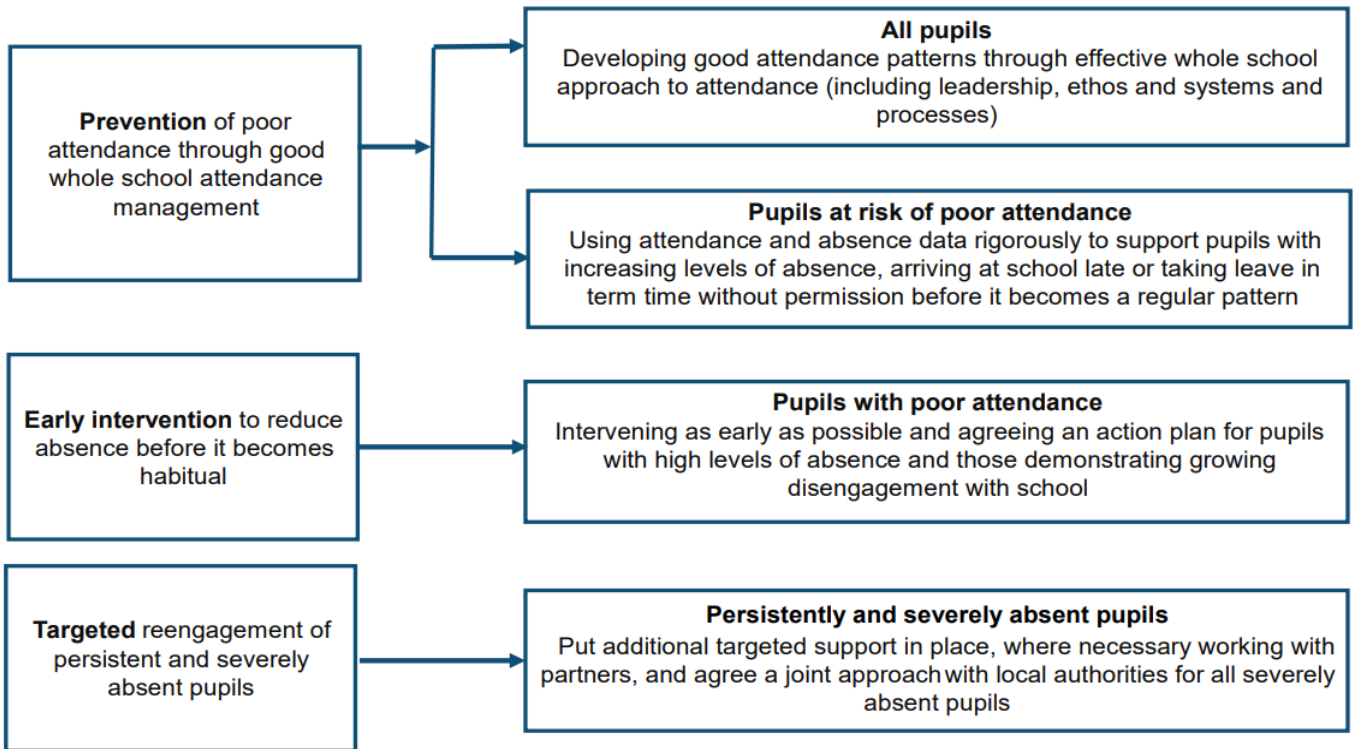 Prevention of poor
attendance through good
whole school attendance
management
All pupils
Developing good attendance patterns through effective whole school
approach to attendance (including leadership, ethos and systems and
processes)
Pupils at risk of poor attendance
Using attendance and absence data rigorously to support pupils with
increasing levels of absence, arriving at school late or taking leave in
term time without permission before it becomes a regular pattern
Early intervention to reduce
absence before it becomes
habitual
Pupils with poor attendance
Intervening as early as possible and agreeing an action plan for pupils
with high levels of absence and those demonstrating growing
disengagement with school
Targeted reengagement of
persistent and severely
absent pupils
Persistently and severely absent pupils
Put additional targeted support in place, where necessary working with
partners, and agree a joint approach with local authorities for all severely
absent pupils